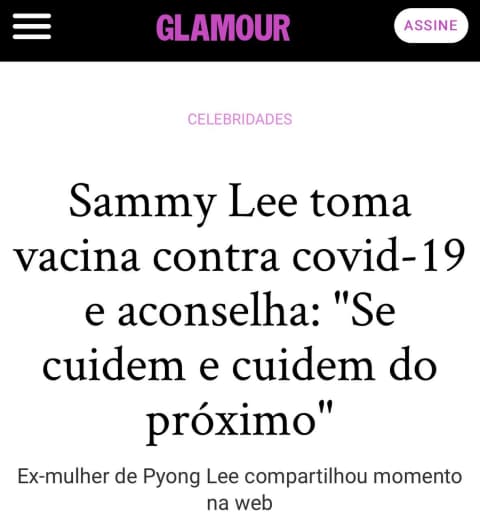 GLAMOUR
ASSINE
CELEBRIDADES
Sammy Lee toma
vacina contra covid-19
e aconselha: "Se
cuidem e cuidem do
próximo"
Ex-mulher de Pyong Lee compartilhou momento
na web